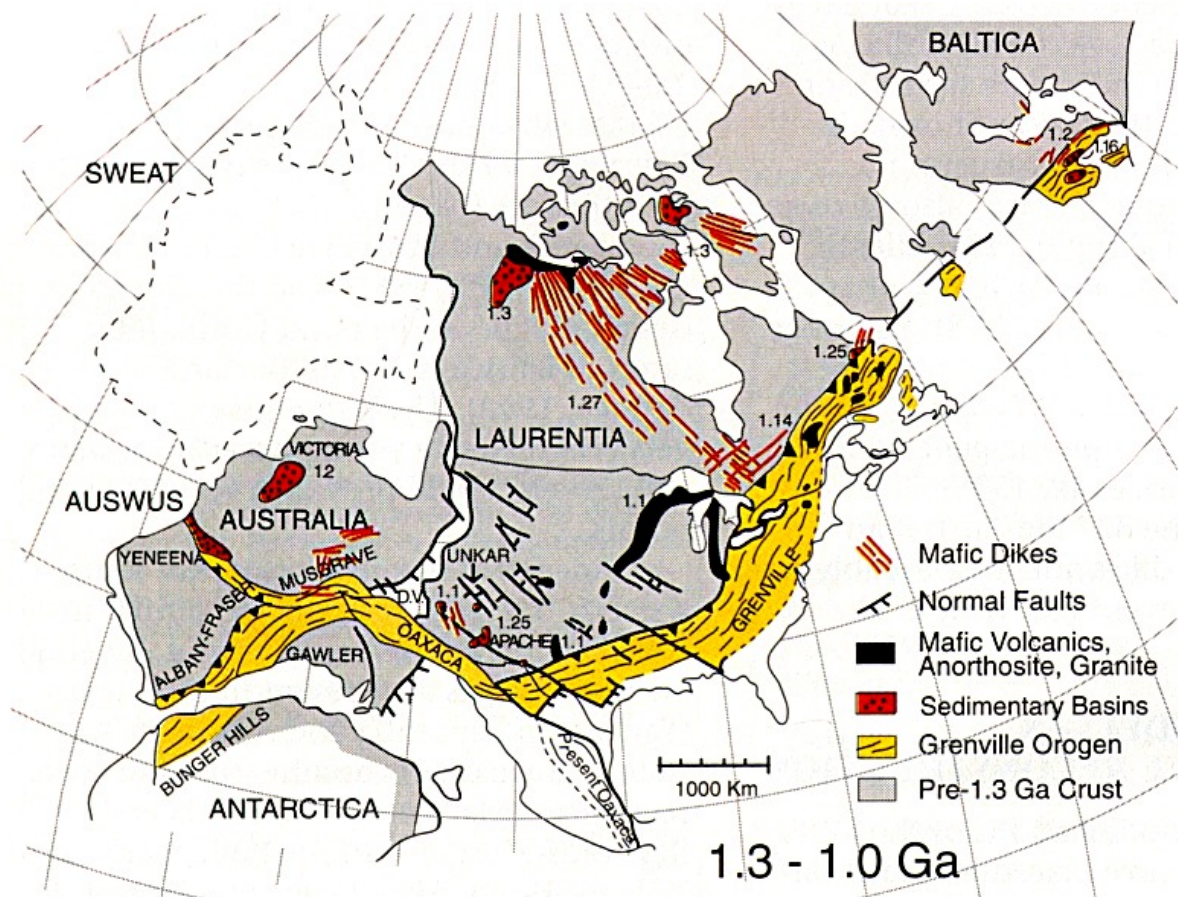 BALTICA
1.2
1.16
SWEAT
1.3
1.3
1.25
1.27
1.14
LAURENTIA
VICTORIA
1.2
AUSWUS
AUSTRALIA
1.1
YENEENA
MUSGRAVE
UNKAR
D.V.
1.1
1.25
APACHE
1.1
ALBANY-FRASER
OAXACA
GAWLER
GRENVILLE
BUNGER HILLS
ANTARCTICA
Present Oaxaca
1000 Km
Mafic Dikes
Normal Faults
Mafic Volcanics,
Anorthosite, Granite
Sedimentary Basins
Grenville Orogen
Pre-1.3 Ga Crust
1.3 - 1.0 Ga